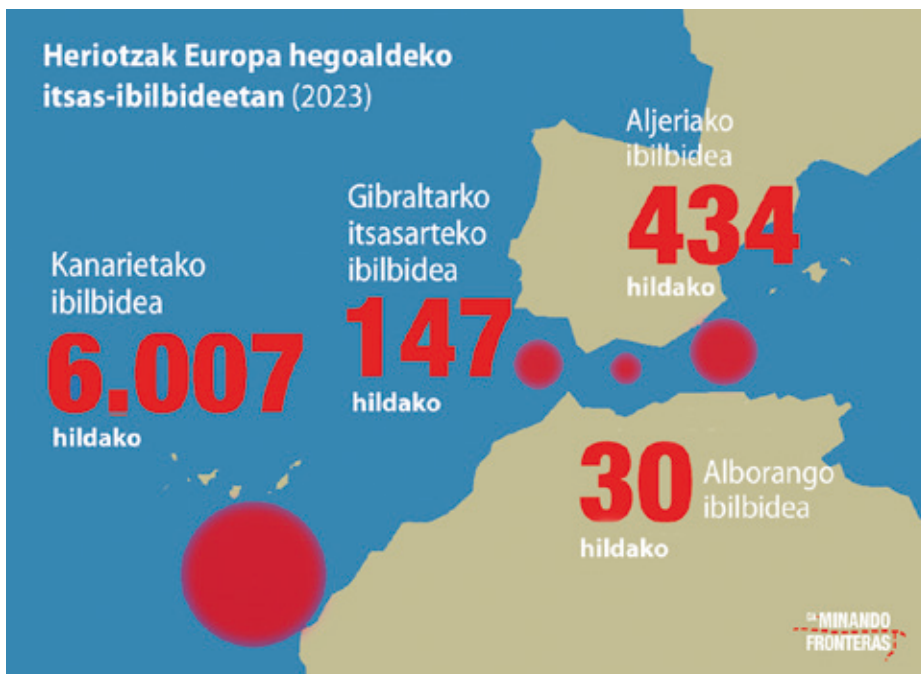 Heriotzak Europa hegoaldeko
itsas-ibilbideetan (2023)
Kanarietako
ibilbidea
6.007
hildako
Gibraltarko
itsasarteko
ibilbidea
147
hildako
Aljeriako
ibilbidea
434
hildako
30
hildako
Alborango
ibilbidea
CA MINANDO
FRONTERAS